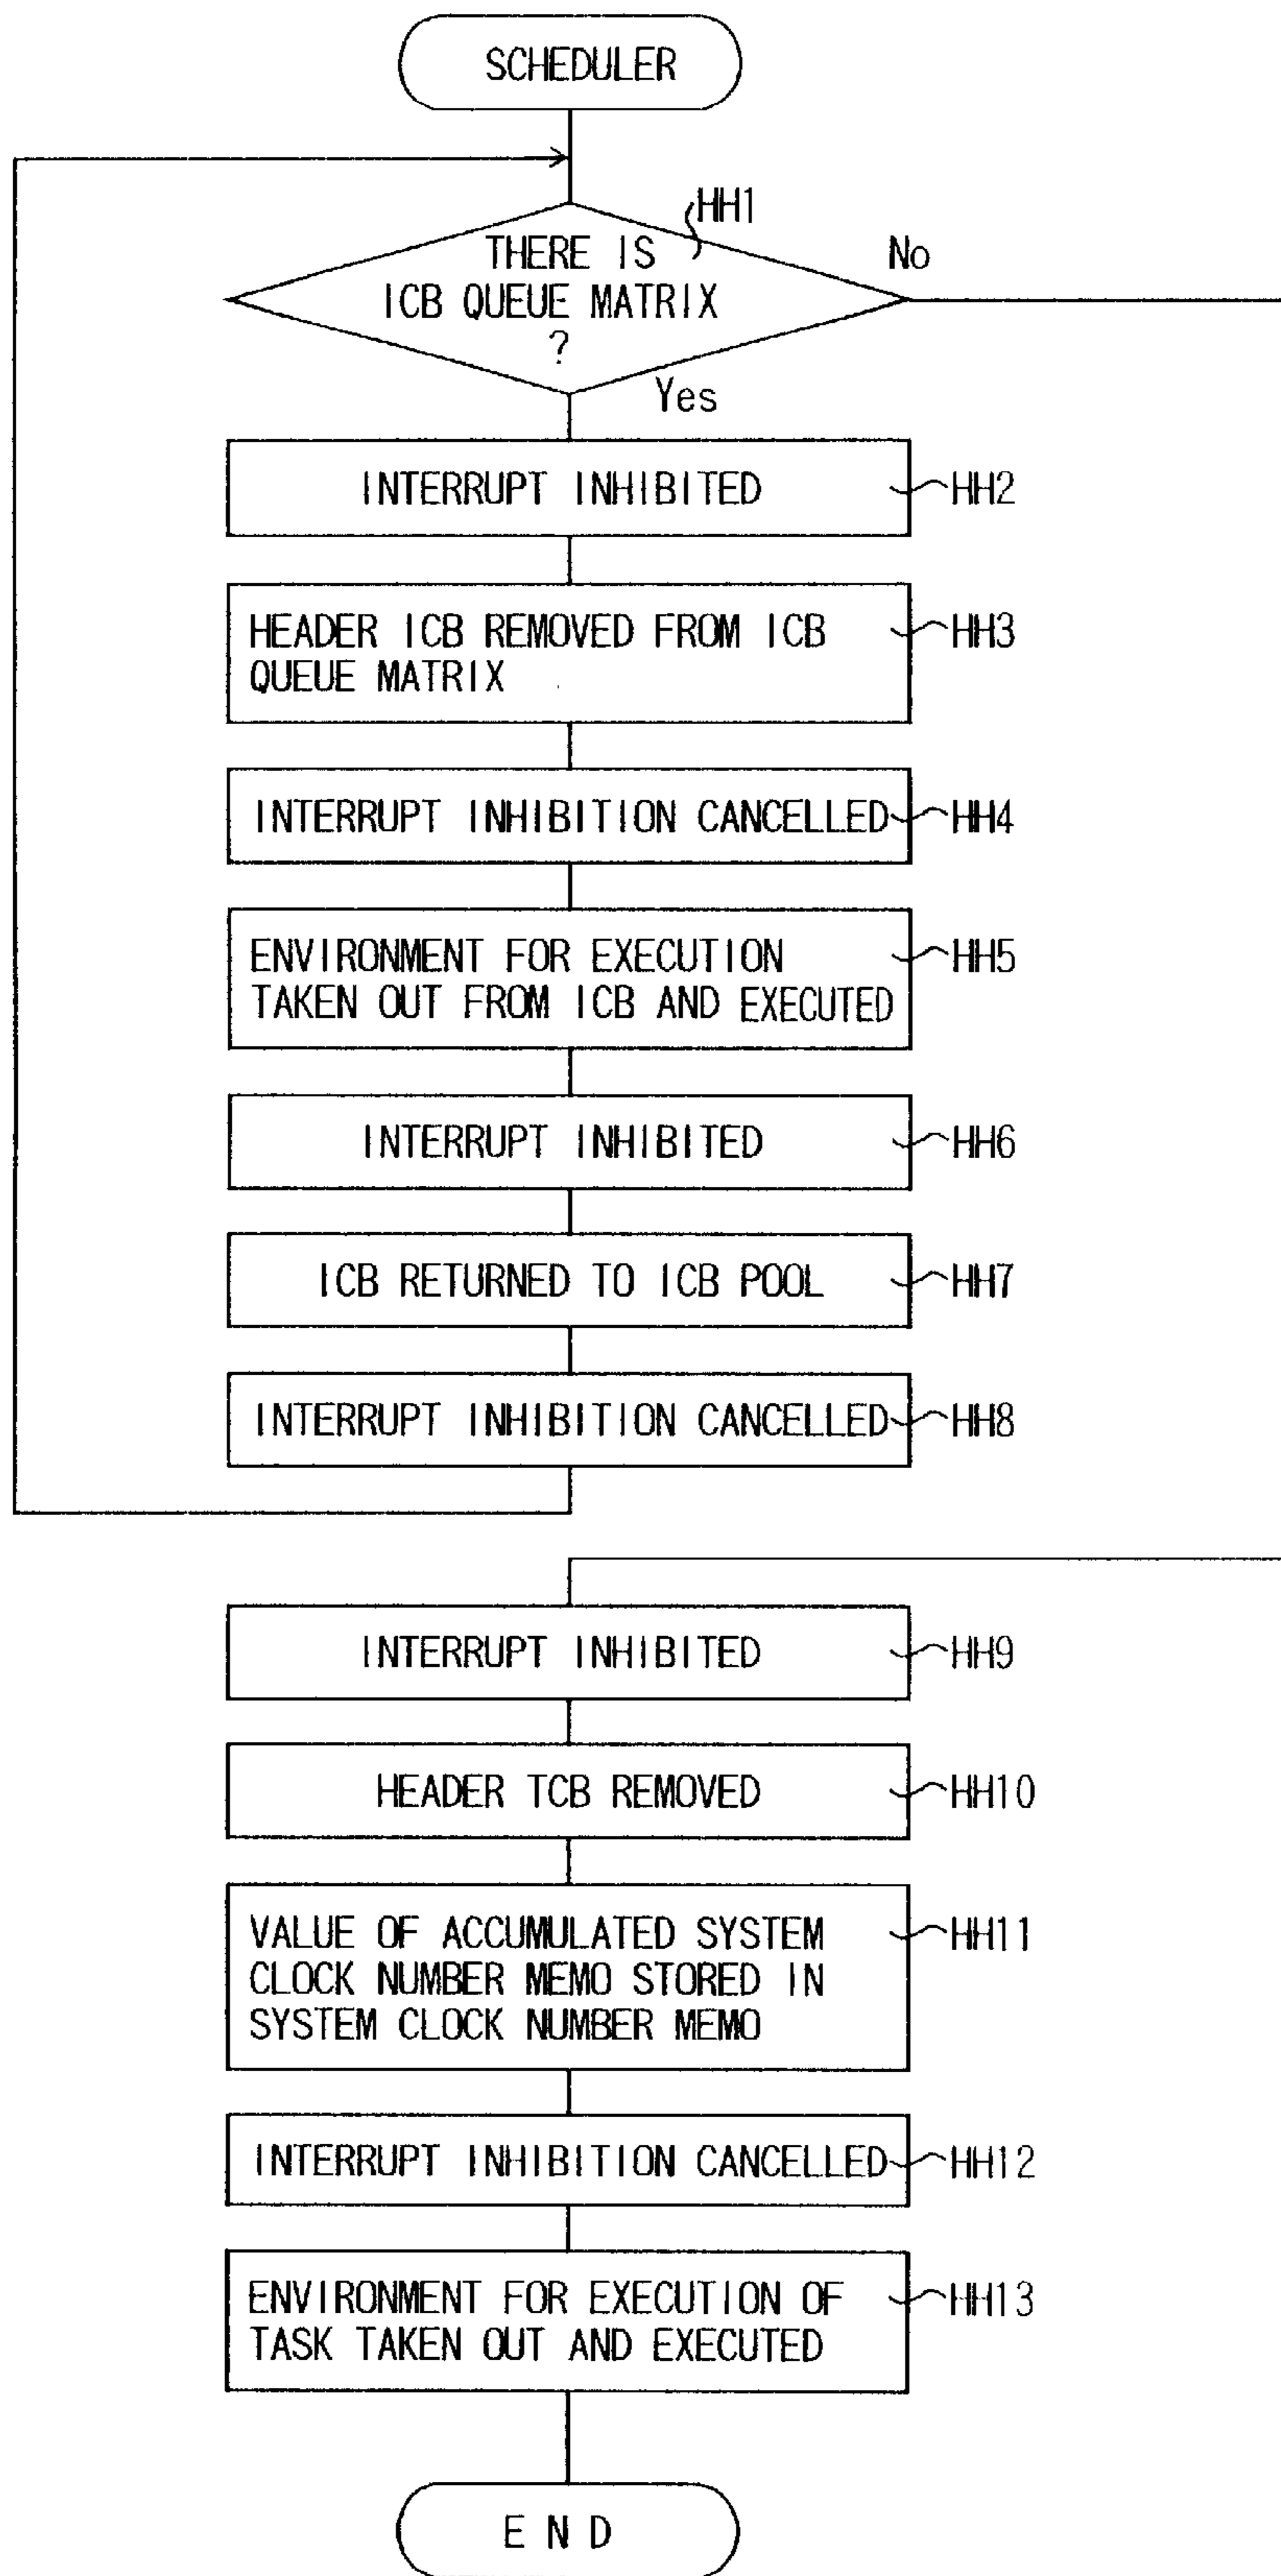 SCHEDULER
HH1
THERE IS
ICB QUEUE MATRIX
?
No
Yes
INTERRUPT INHIBITED
HH2
HEADER ICB REMOVED FROM ICB
QUEUE MATRIX
HH3
INTERRUPT INHIBITION CANCELLED
HH4
ENVIRONMENT FOR EXECUTION
TAKEN OUT FROM ICB AND EXECUTED
HH5
INTERRUPT INHIBITED
HH6
ICB RETURNED TO ICB POOL
HH7
INTERRUPT INHIBITION CANCELLED
HH8
INTERRUPT INHIBITED
HH9
HEADER TCB REMOVED
HH10
VALUE OF ACCUMULATED SYSTEM
CLOCK NUMBER MEMO STORED IN
SYSTEM CLOCK NUMBER MEMO
HH11
INTERRUPT INHIBITION CANCELLED
HH12
ENVIRONMENT FOR EXECUTION OF
TASK TAKEN OUT AND EXECUTED
HH13
END